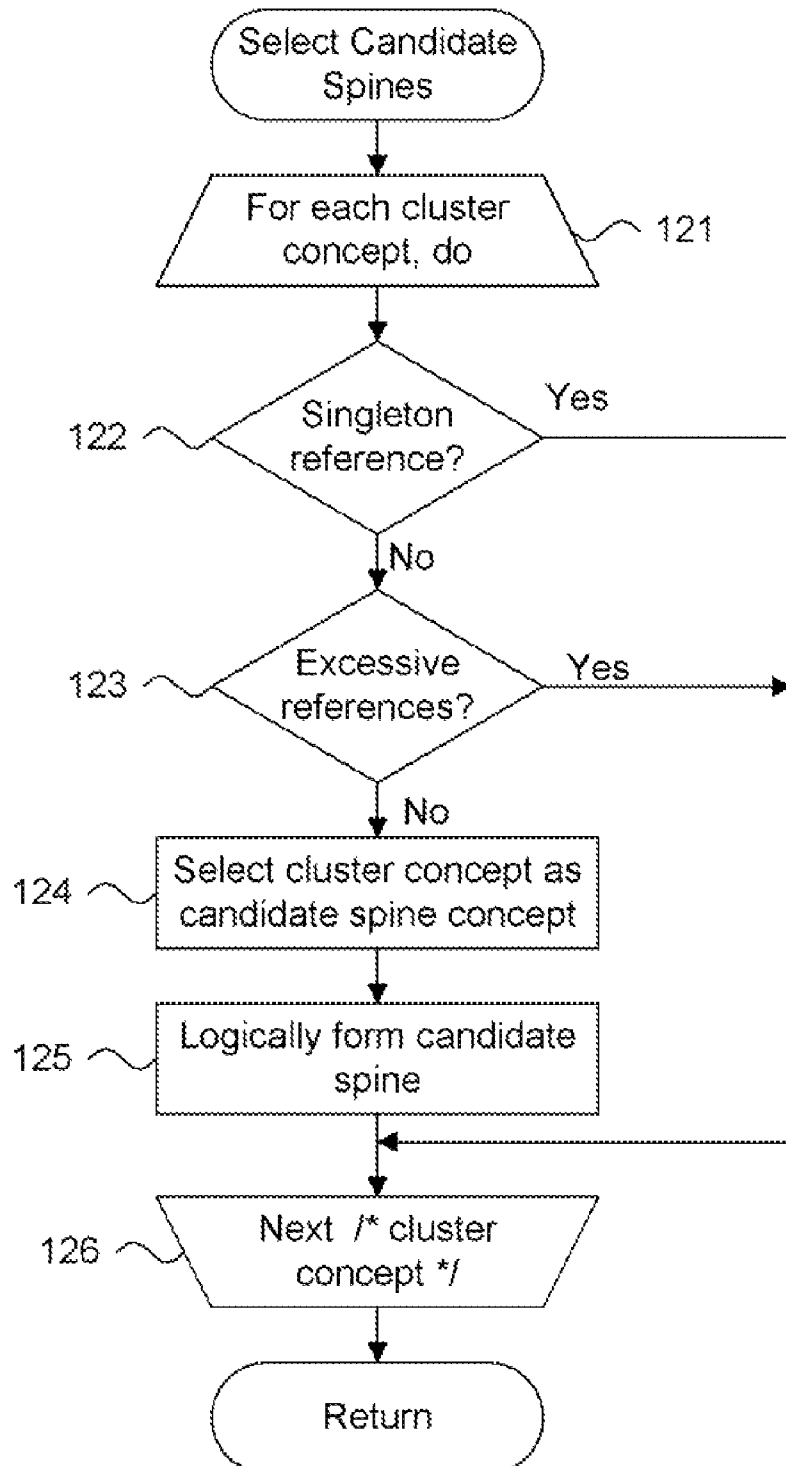 Select Candidate
Spines
For each cluster
concept, do
121
Yes
Singleton
reference?
122
No
Excessive
references?
Yes
123
No
Select cluster concept as
candidate spine concept
124
Logically form candidate
spine
125
Next /* cluster
concept */
126
Return